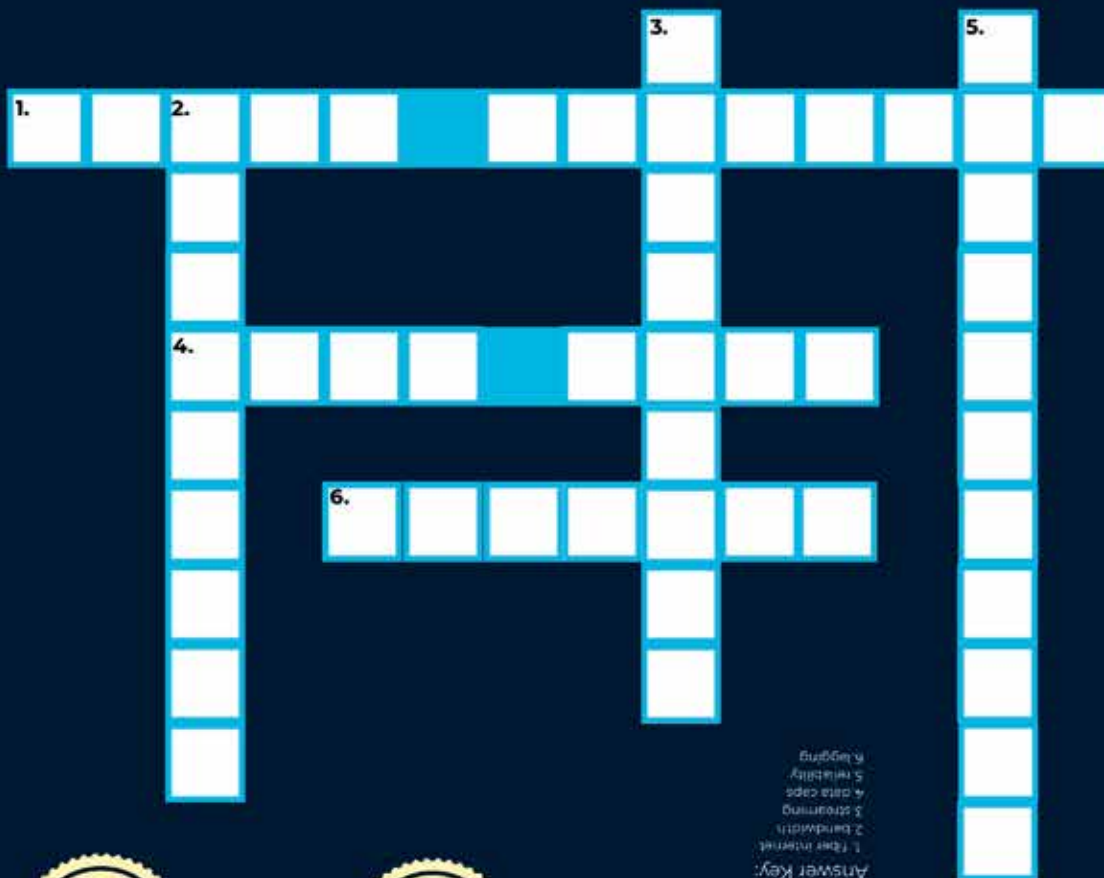 3.
5.
1.
2.
4.
6.
Answer Key:
1. fiber internet
2. bandwidth
3 streaming
4 data caps
5 reliability
6. lagging